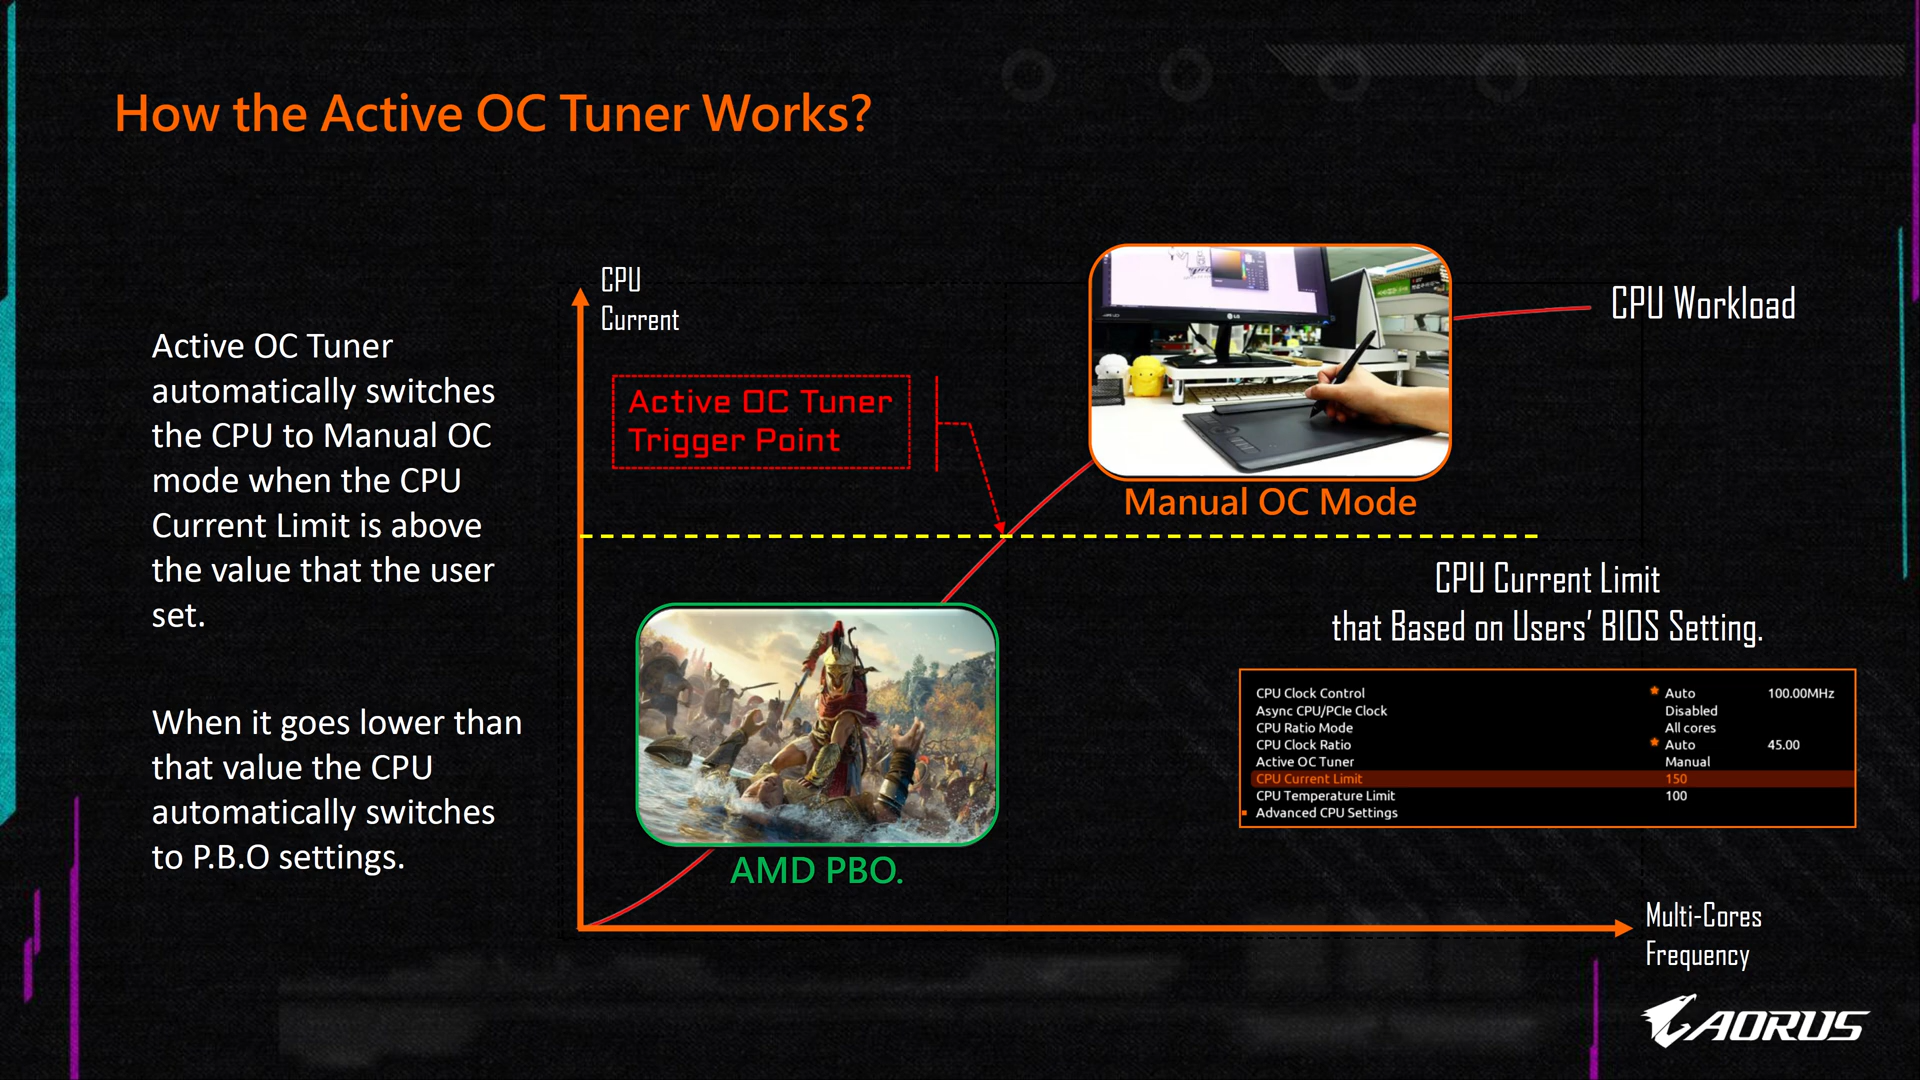 How the Active OC Tuner Works?
Active OC Tuner
automatically switches
the CPU to Manual OC
mode when the CPU
Current Limit is above
the value that the user
set.
When it goes lower than
that value the CPU
automatically switches
to P.B.O settings.
CPU
Current
Active OC Tuner
Trigger Point
CPU Workload
Manual OC Mode
AMD PBO.
CPU Current Limit
that Based on Users’ BIOS Setting.
CPU Clock Control * Auto 100.00MHz
Async CPU/PCIe Clock Disabled
CPU Ratio Mode All cores
CPU Clock Ratio * Auto 45.00
Active OC Tuner Manual
CPU Current Limit 150
CPU Temperature Limit 100
Advanced CPU Settings
Multi-Cores
Frequency
AORUS